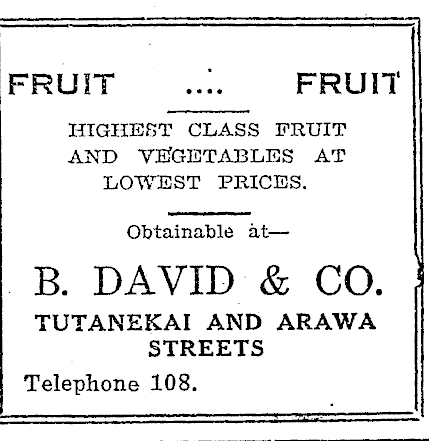 FRUIT .... FRUIT
HIGHEST CLASS FRUIT
AND VEGETABLES AT
LOWEST PRICES.
Obtainable at—
B. DAVID & CO.
TUTANEKAI AND ARAWA
STREETS
Telephone 108.